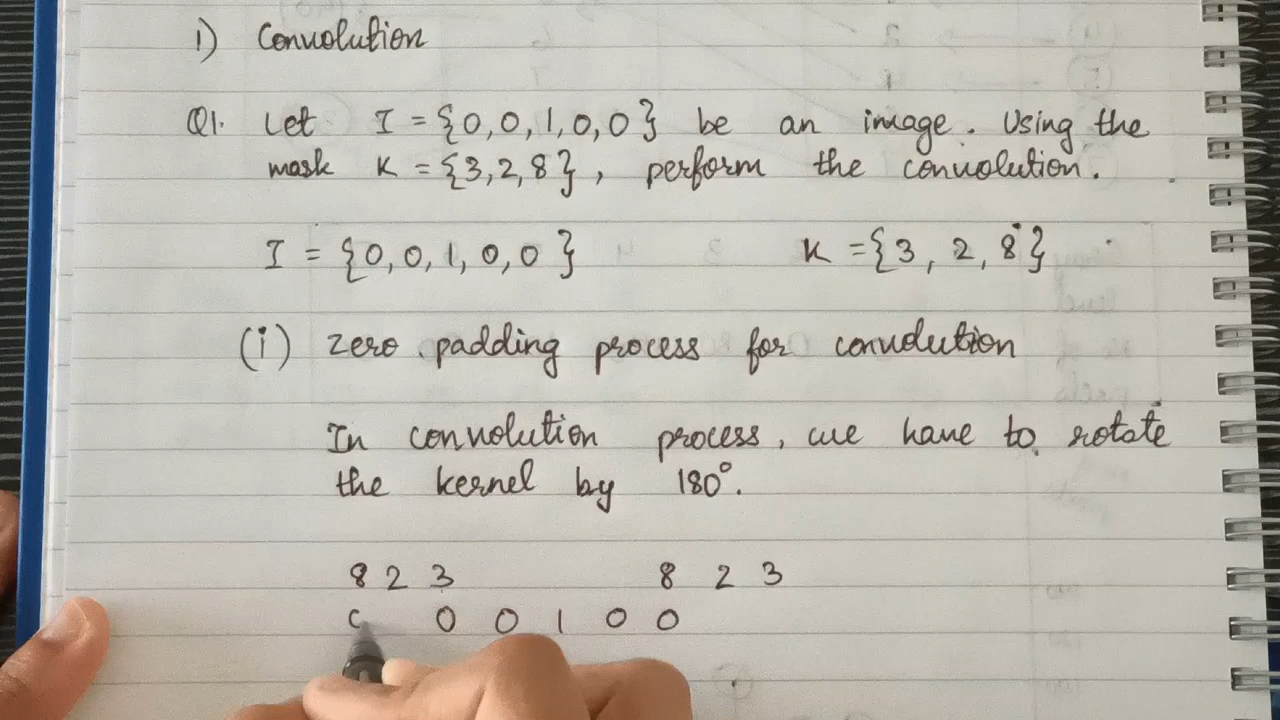 1) Convolution
Q1. Let I = {0, 0, 1, 0, 0} be an image. Using the
mask K = {3, 2, 8}, perform the convolution.
I = {0, 0, 1, 0, 0} K = {3, 2, 8}
(i) Zero padding process for convolution
In convolution process, we have to rotate
the kernel by 180°.
8 2 3 8 2 3
0 0 1 0 0